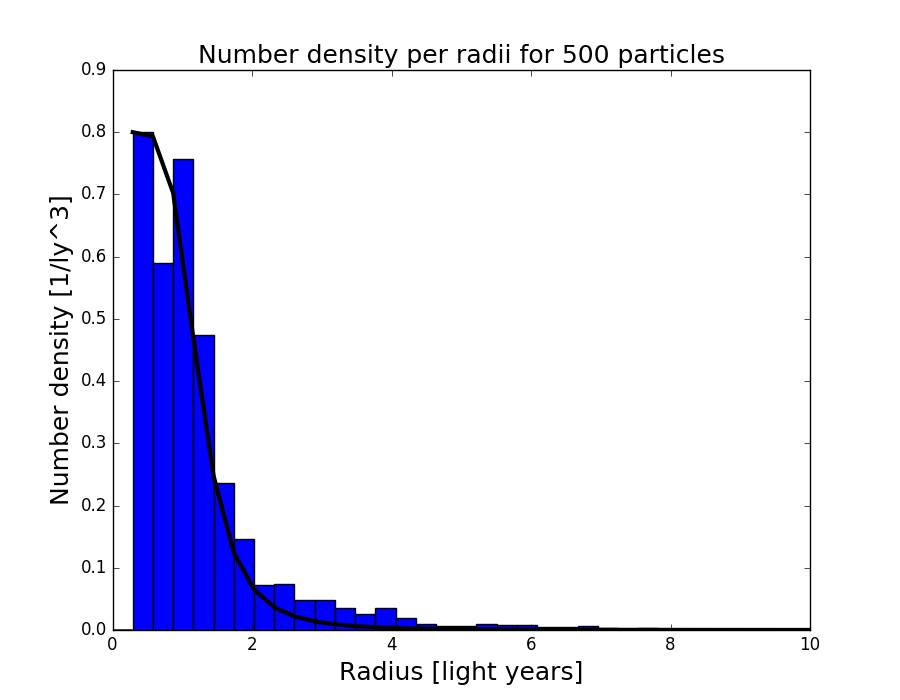 Number density per radii for 500 particles
0.9
0.8
0.7
0.6
0.5
0.4
0.3
0.2
0.1
0.0
Number density [1/ly^3]
0 2 4 6 8 10
Radius [light years]